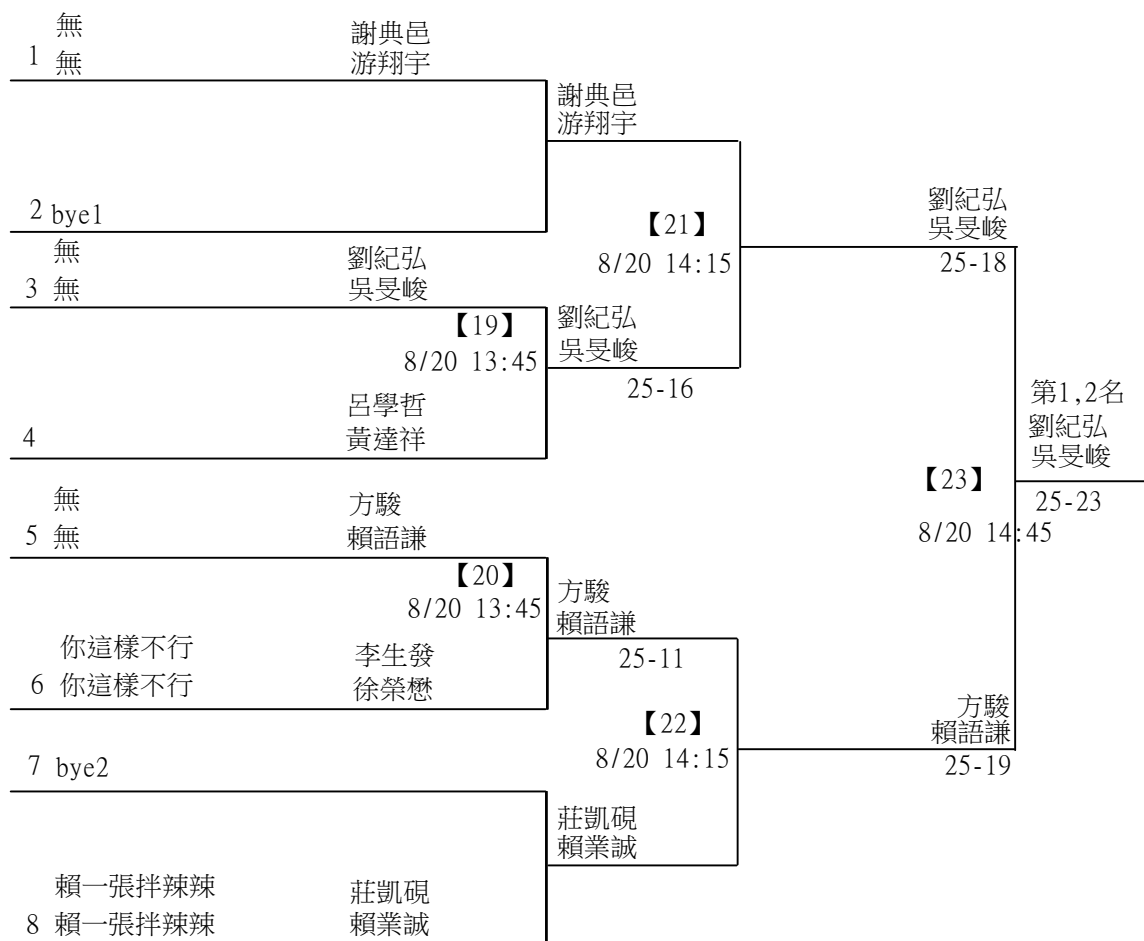 無 謝典邑
1 無 游翔宇
謝典邑
游翔宇
2 bye1
【21】
8/20 14:15
劉紀弘
吳旻峻
25-18
無 劉紀弘
3 無 吳旻峻
【19】
8/20 13:45
劉紀弘
吳旻峻
25-16
呂學哲
4 黃達祥
第1,2名
劉紀弘
吳旻峻
【23】
25-23
8/20 14:45
無 方駿
5 無 賴語謙
【20】
8/20 13:45
方駿
賴語謙
25-11
你這樣不行 李生發
6 你這樣不行 徐榮懋
【22】
8/20 14:15
方駿
賴語謙
25-19
7 bye2
莊凱硯
賴業誠
賴一張拌辣辣 莊凱硯
8 賴一張拌辣辣 賴業誠